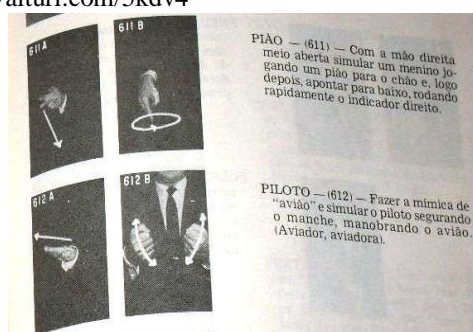 611 A
611 B
PIÃO — (611) — Com a mão direita
meio aberta simular um menino jo-
gando um pião para o chão e, logo
depois, apontar para baixo, rodando
rapidamente o indicador direito.
612 A
612 B
PILOTO — (612) — Fazer a mímica de
"avião" e simular o piloto segurando
o manche, manobrando o avião.
(Aviador, aviadora).